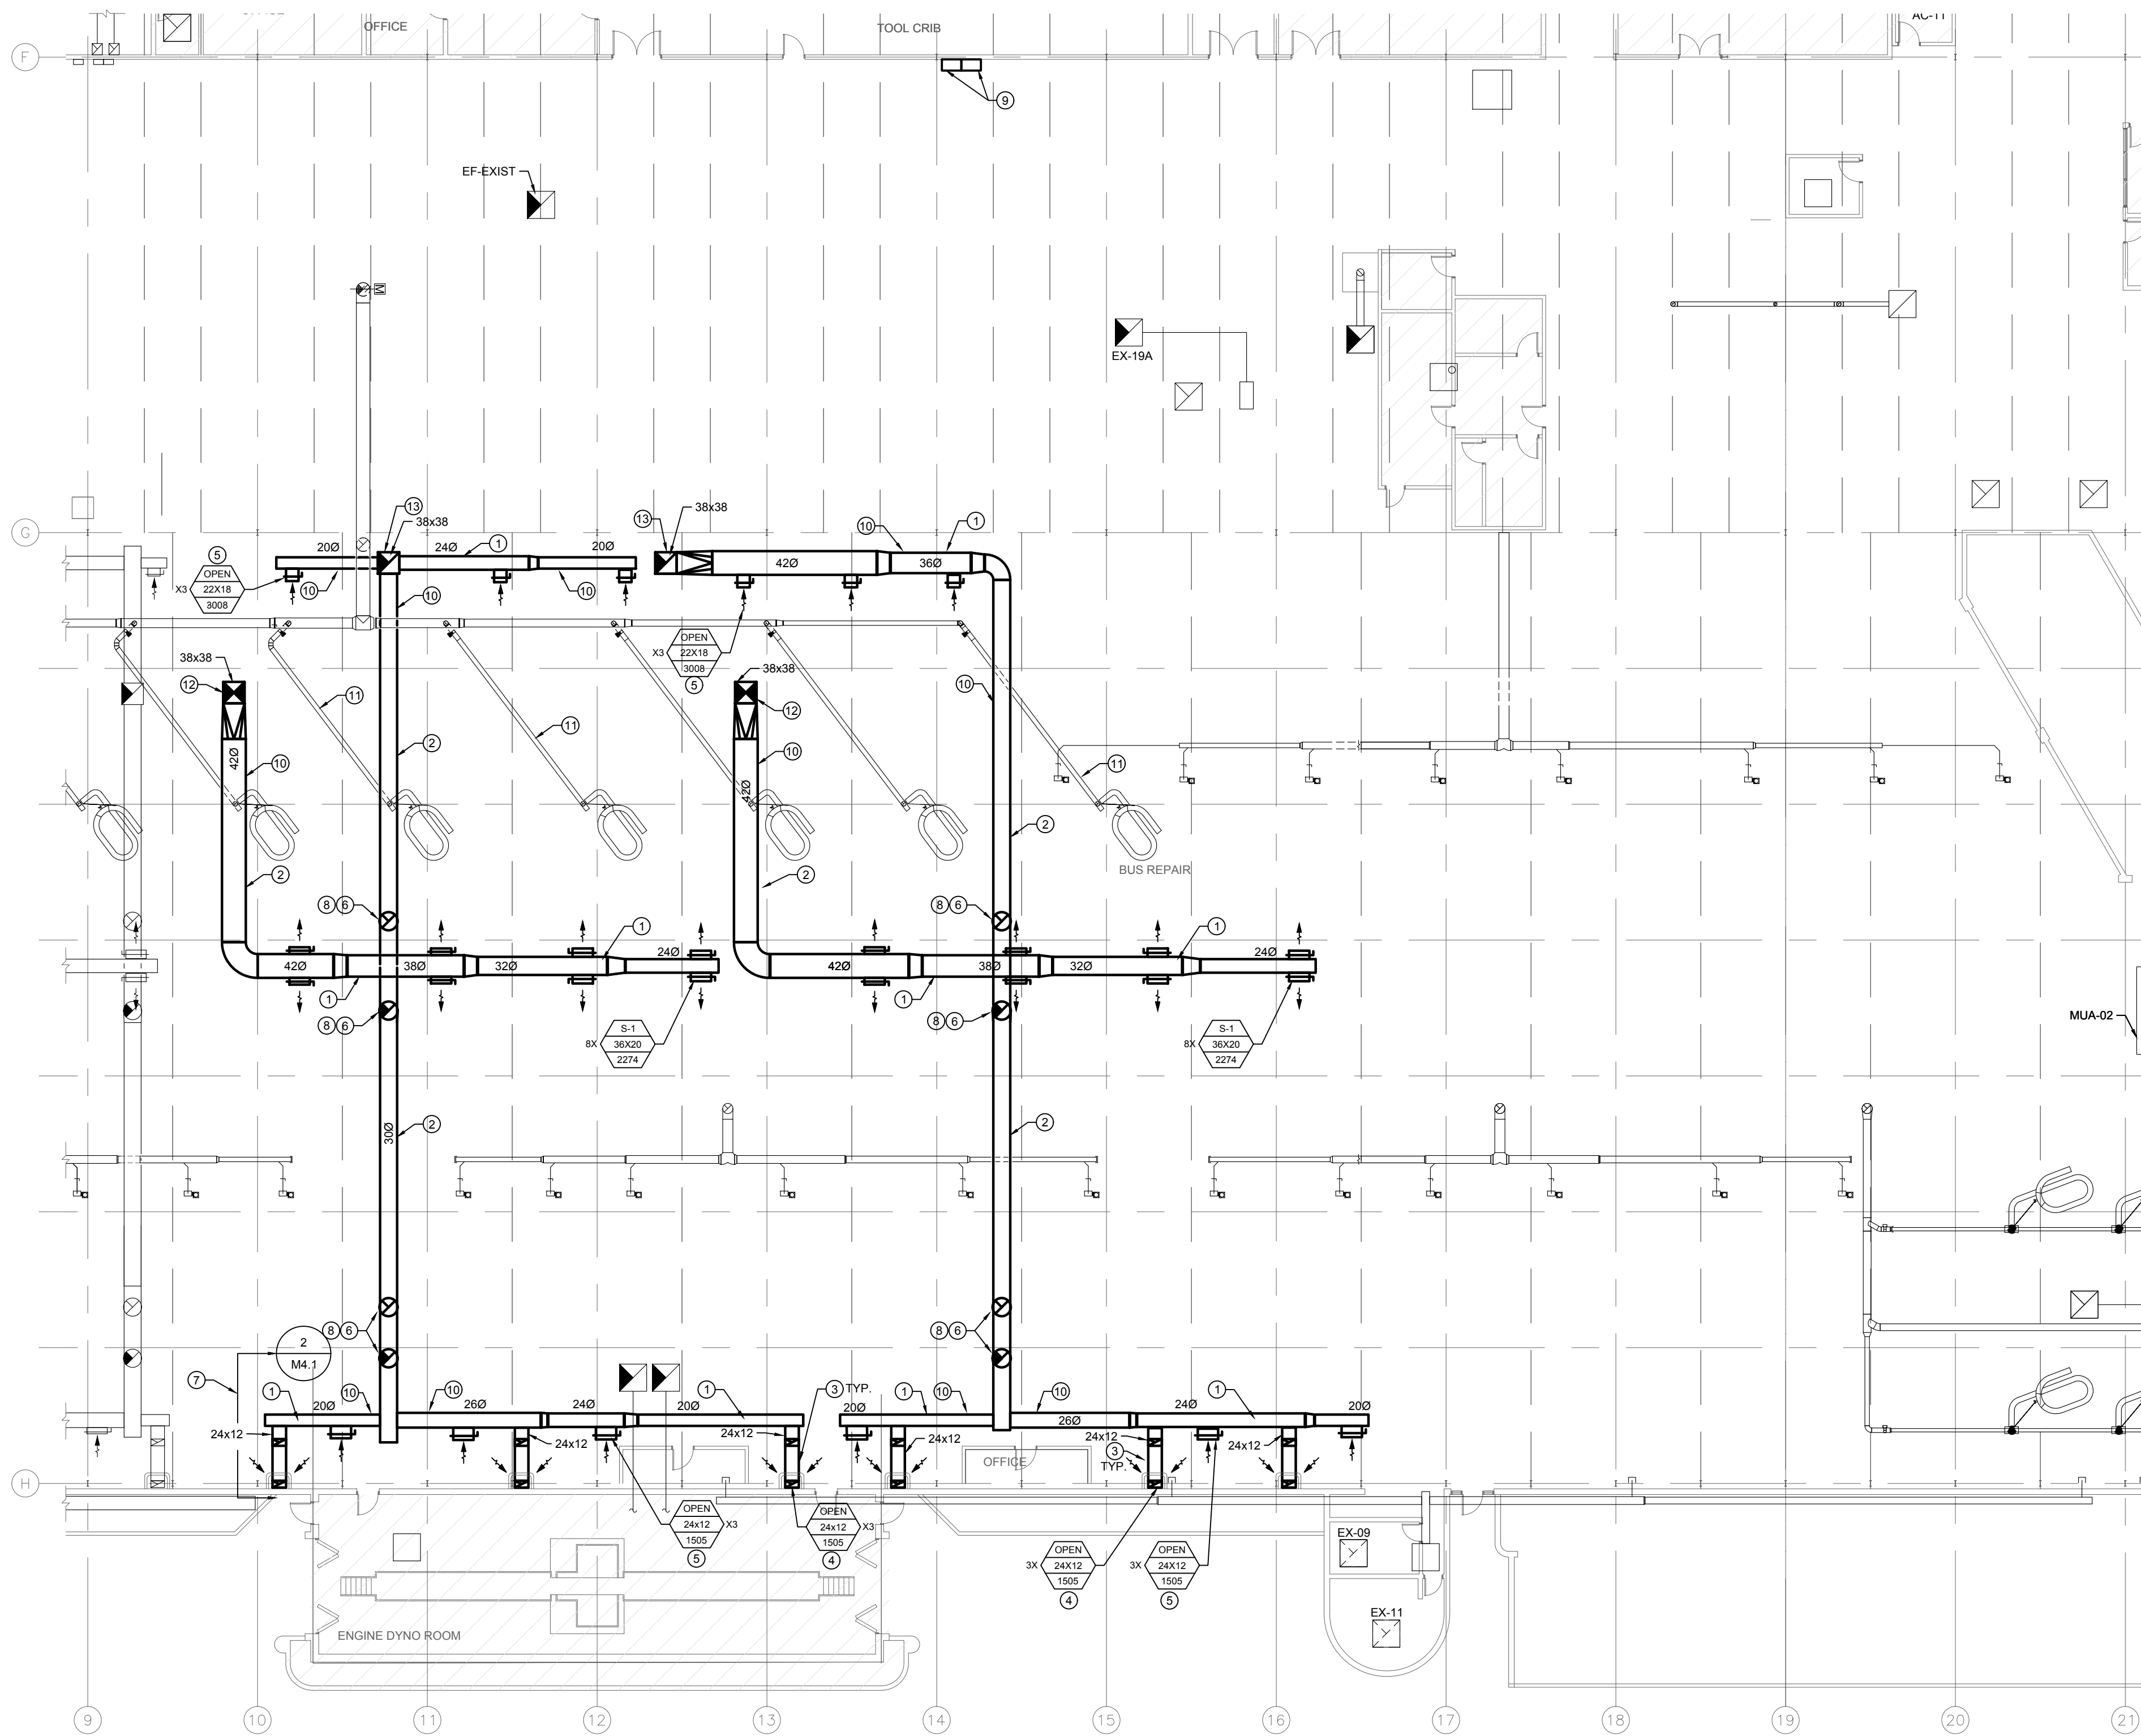 OFFICE
TOOL CRIB
AC-11
F
9
EF-EXIST
M
EX-19A
13
38x38
13
38x38
10
1
G
5
OPEN
22X18
3008
X3
20Ø
24Ø
1
20Ø
10
10
10
42Ø
36Ø
OPEN
22X18
3008
X3
5
38x38
12
38x38
12
10
11
11
2
10
42Ø
10
42Ø
11
2
2
2
BUS REPAIR
8
6
8
6
1
24Ø
1
24Ø
42Ø
38Ø
32Ø
42Ø
38Ø
32Ø
1
1
8
6
8
6
S-1
36X20
2274
8X
S-1
36X20
2274
8X
MUA-02
30Ø
2
2
8
6
8
6
2
M4.1
7
1
10
20Ø
10
26Ø
24Ø
20Ø
1
3
TYP.
20Ø
1
10
10
26Ø
24Ø
1
20Ø
24x12
24x12
24x12
24x12
24x12
24x12
3
TYP.
OFFICE
H
OPEN
24x12
1505
X3
5
OPEN
24x12
1505
X3
4
OPEN
24X12
1505
3X
4
OPEN
24X12
1505
3X
5
EX-09
EX-11
ENGINE DYNO ROOM
9
10
11
12
13
14
15
16
17
18
19
20
21